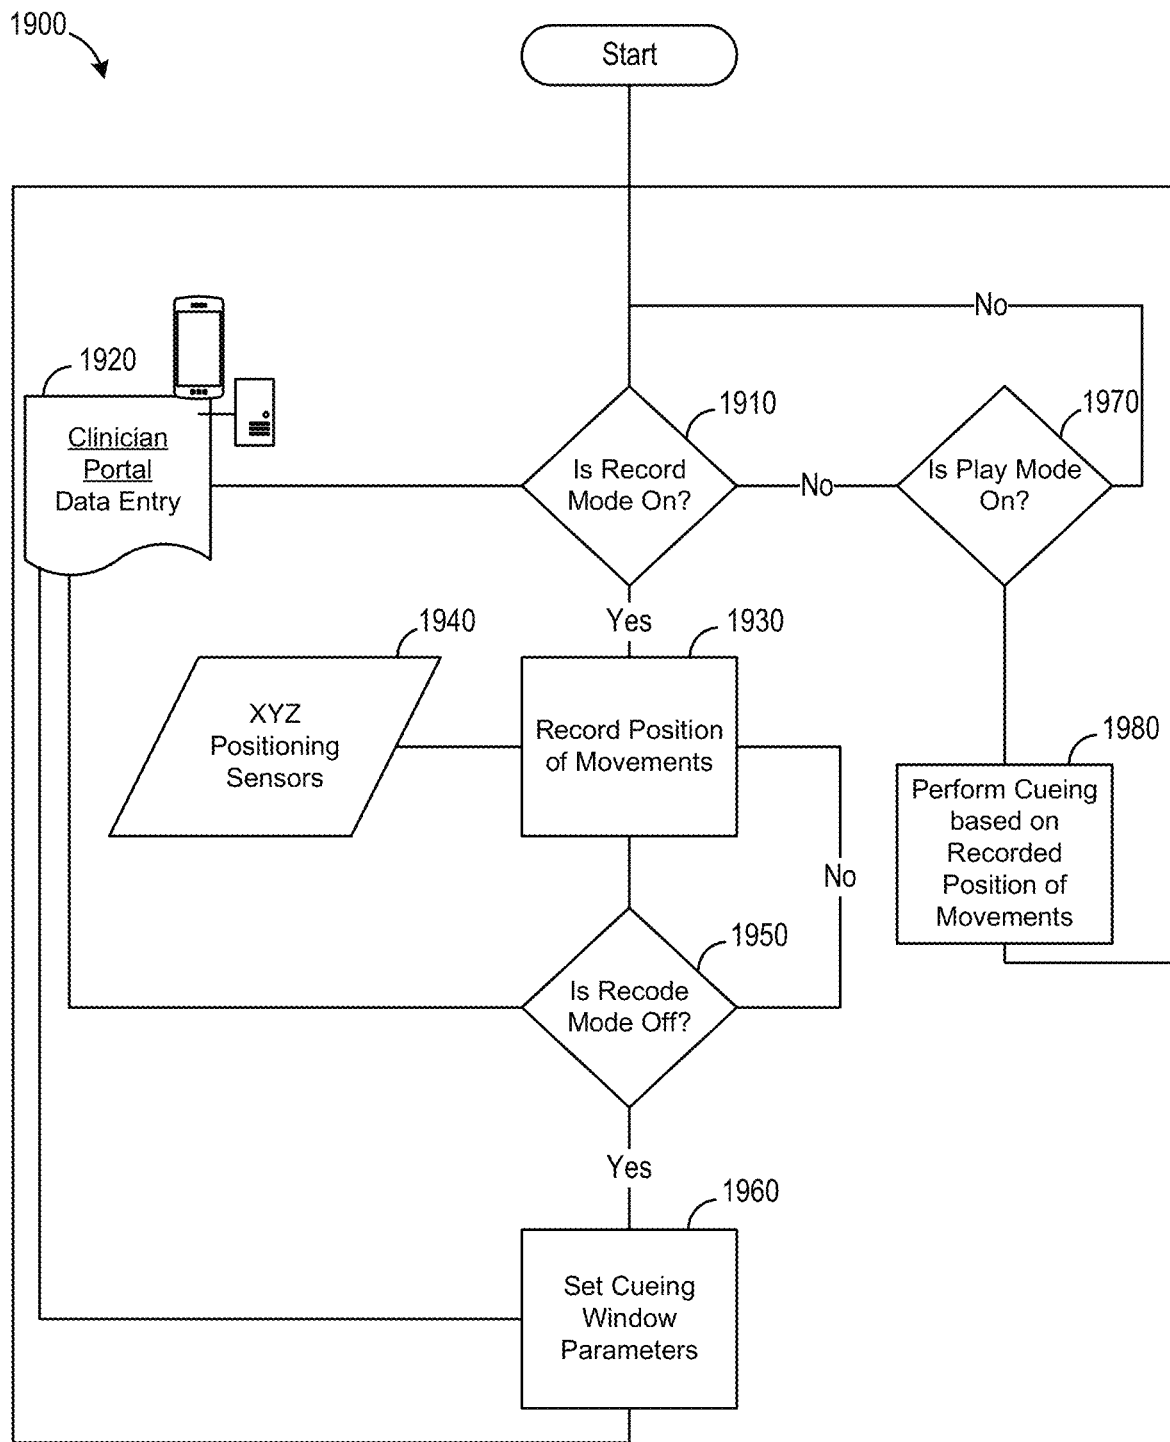 1900
Start
No
1920
Clinician
Portal
Data Entry
1910
Is Record
Mode On?
No
1970
Is Play Mode
On?
Yes
1940
XYZ
Positioning
Sensors
1930
Record Position
of Movements
No
1980
Perform Cueing
based on
Recorded
Position of
Movements
1950
Is Recode
Mode Off?
Yes
1960
Set Cueing
Window
Parameters